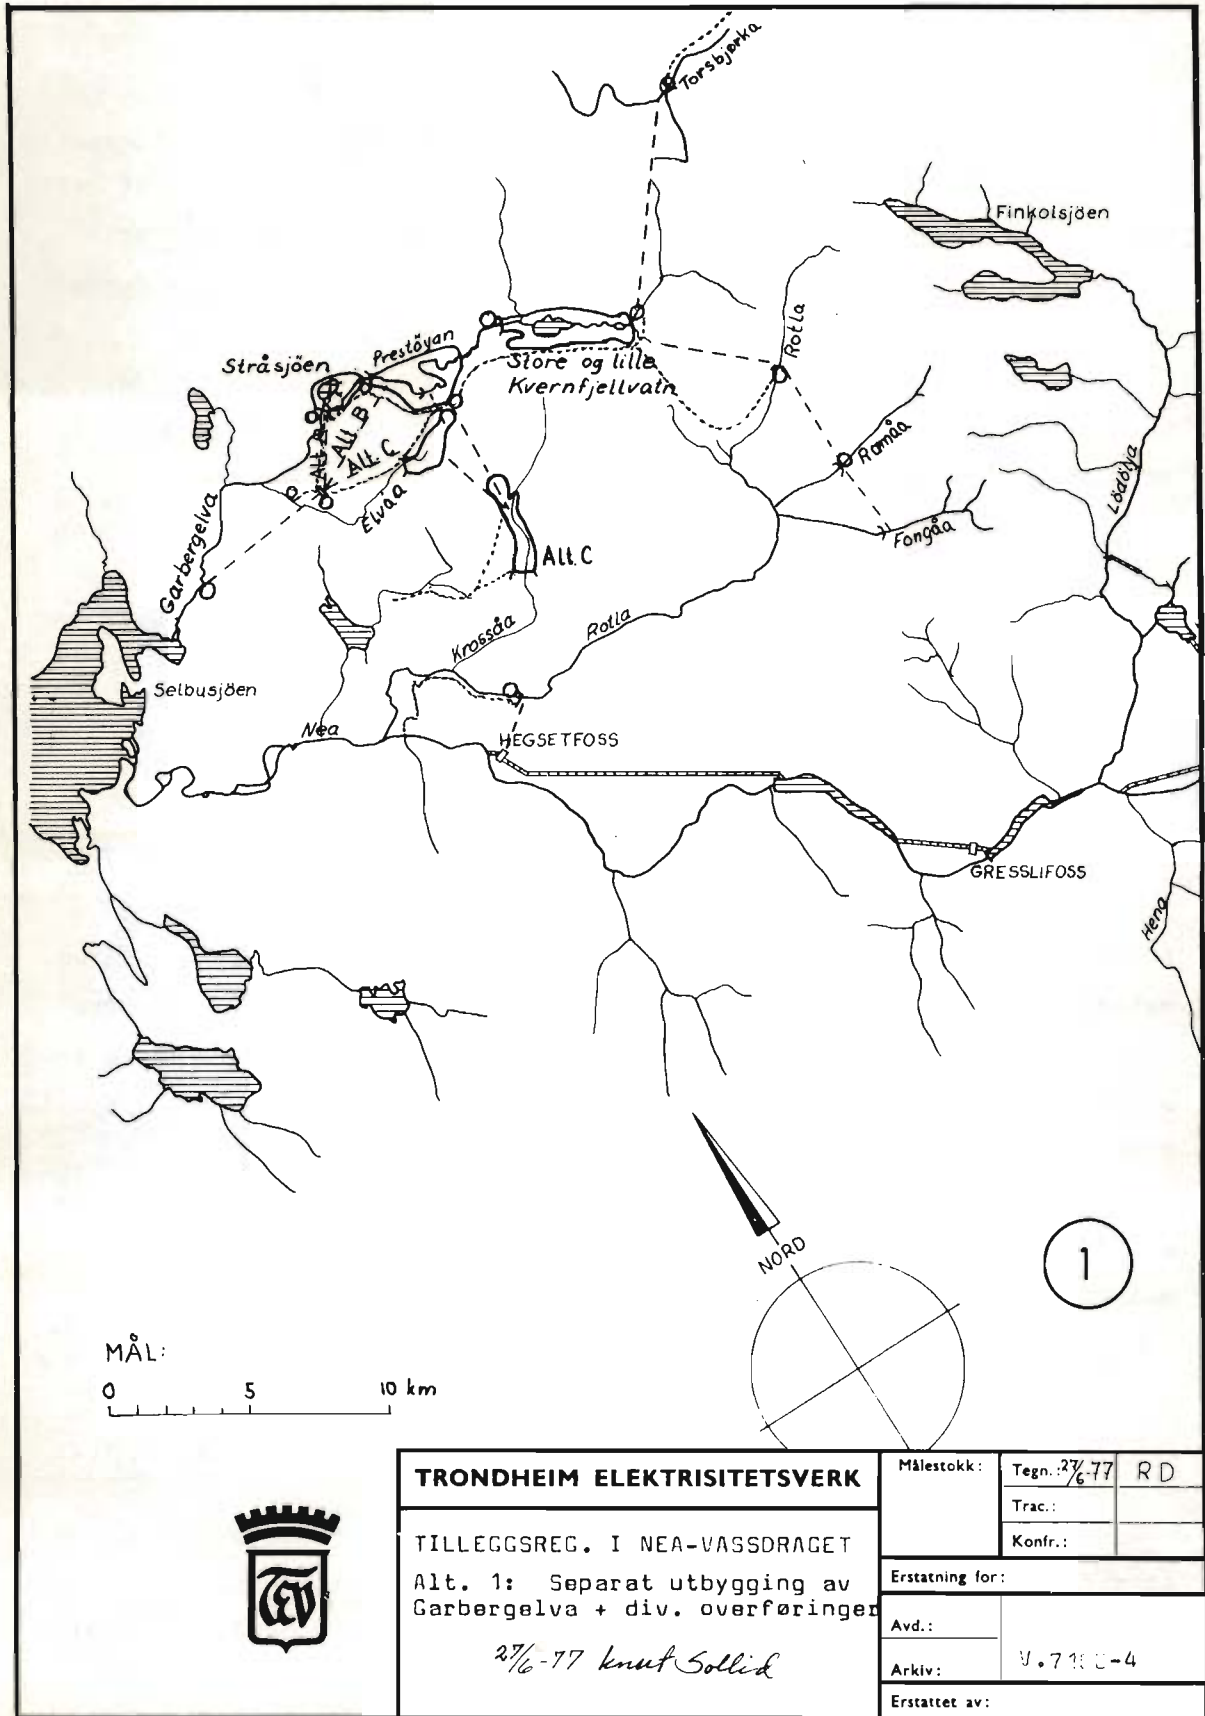 Torsbjørka
Finkolsjöen
Rotla
Prestöyan
Stråsjöen
Store og lille
Kvernfjellvatn
Alt. B
Alt. B
Alt. C
Ramåa
Lödölja
Elvåa
Fongåa
Garbergelva
Alt. C
Krossåa
Rotla
Selbusjöen
Nea
HEGSETFOSS
GRESSLIFOSS
Hena
NORD
1
MÅL:
0 5 10 km
TRONDHEIM ELEKTRISITETSVERK
Målestokk:
Tegn.: 27/6-77 RD
Trac.:
Konfr.:
TILLEGGSREG. I NEA-VASSDRAGET
Alt. 1: Separat utbygging av
Garbergelva + div. overføringer
27/6-77 Knut Sollid
Erstatning for:
Avd.:
Arkiv:
Erstattet av:
TEV